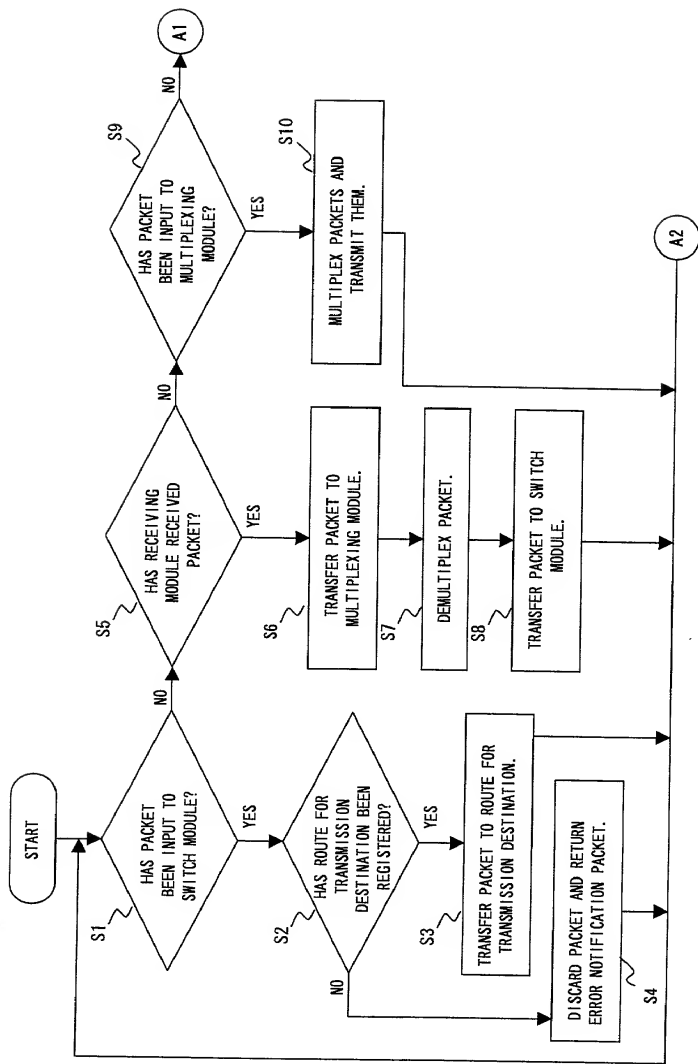 START
S1
HAS PACKET
BEEN INPUT TO
SWITCH MODULE?
NO
YES
S2
HAS ROUTE FOR
TRANSMISSION
DESTINATION BEEN
REGISTERED?
NO
YES
S3
TRANSFER PACKET TO ROUTE FOR
TRANSMISSION DESTINATION.
DISCARD PACKET AND RETURN
ERROR NOTIFICATION PACKET.
S4
S5
HAS RECEIVING
MODULE RECEIVED
PACKET?
NO
YES
S6
TRANSFER PACKET TO
MULTIPLEXING MODULE.
S7
DEMULTIPLEX PACKET.
S8
TRANSFER PACKET TO SWITCH
MODULE.
S9
HAS PACKET
BEEN INPUT TO
MULTIPLEXING
MODULE?
NO
A1
YES
S10
MULTIPLEX PACKETS AND
TRANSMIT THEM.
A2